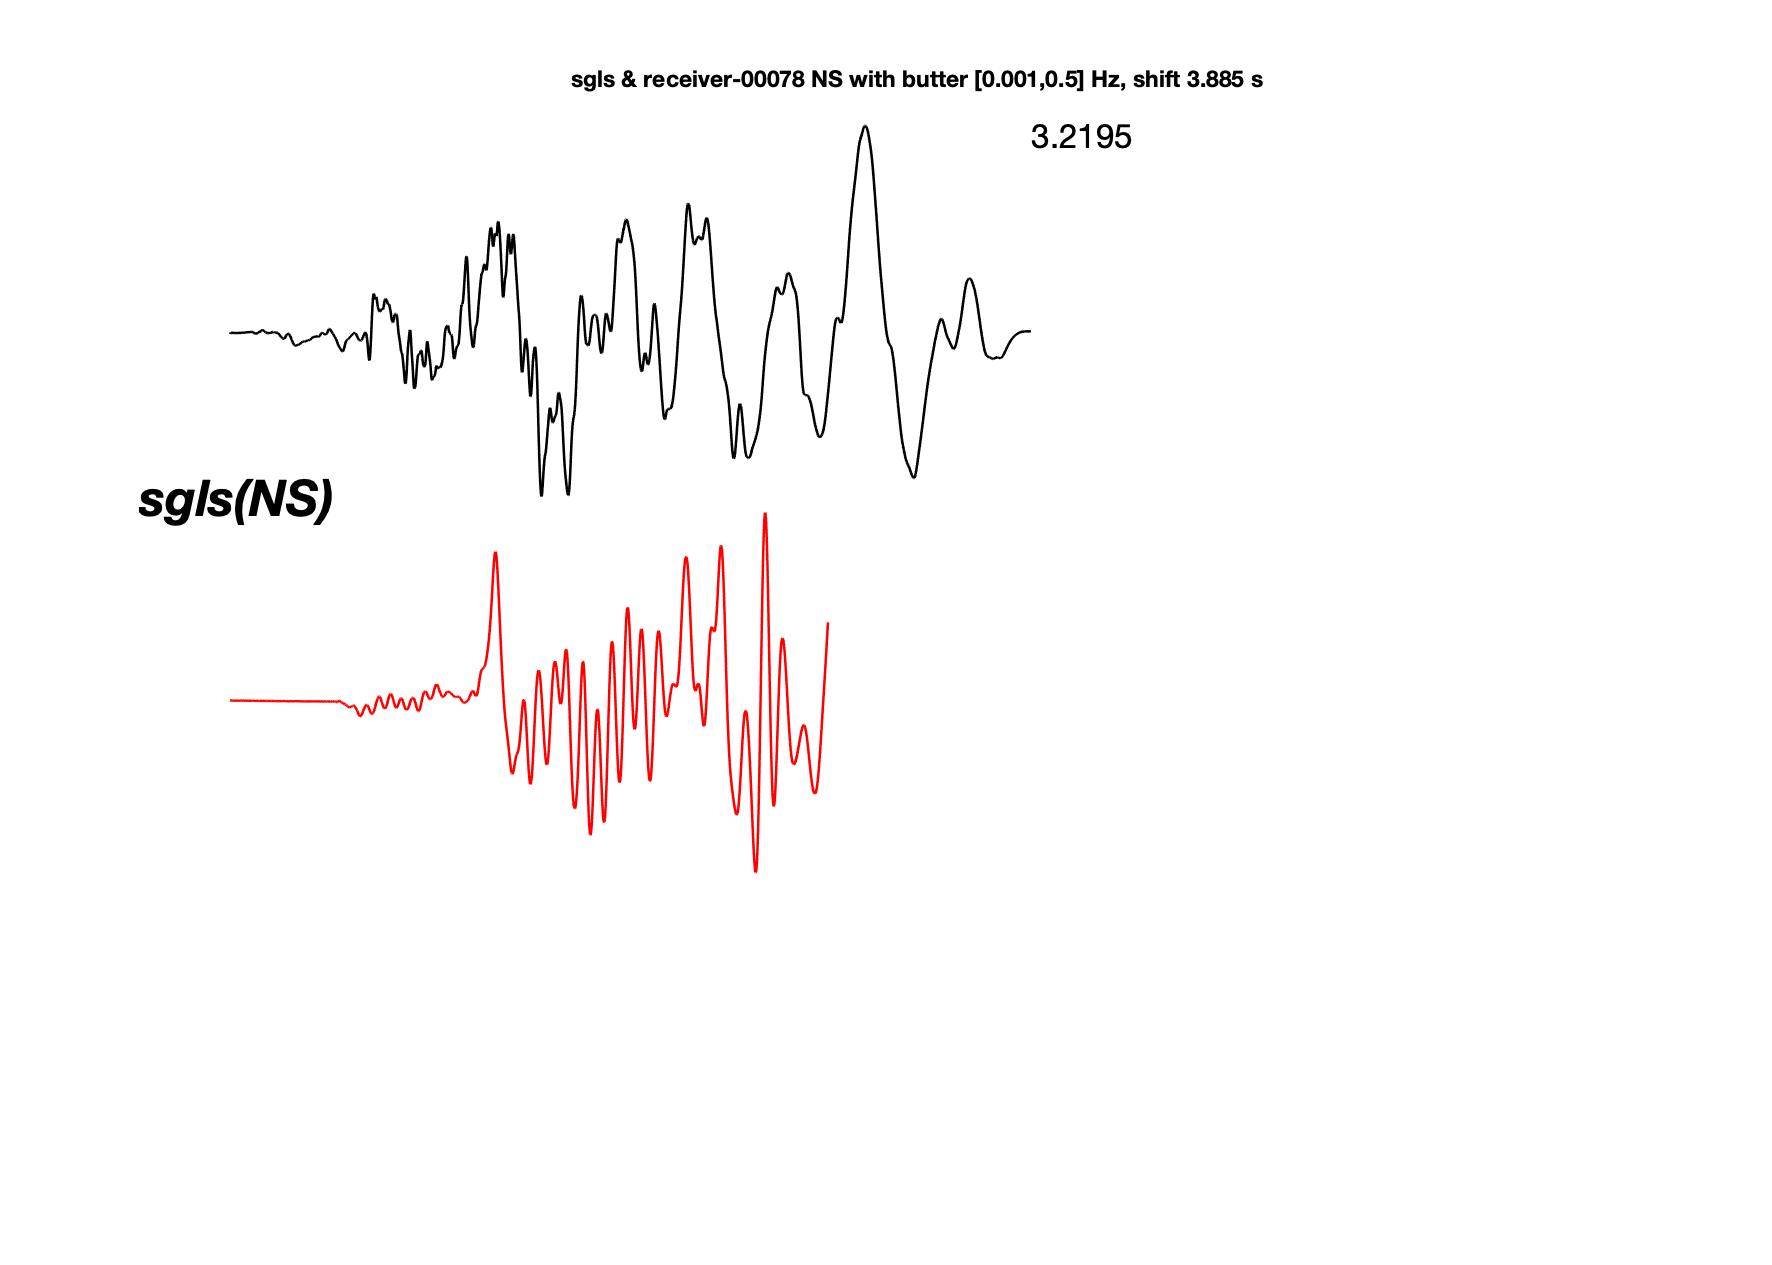 sgls & receiver-00078 NS with butter [0.001,0.5] Hz, shift 3.885 s
3.2195
sgls(NS)